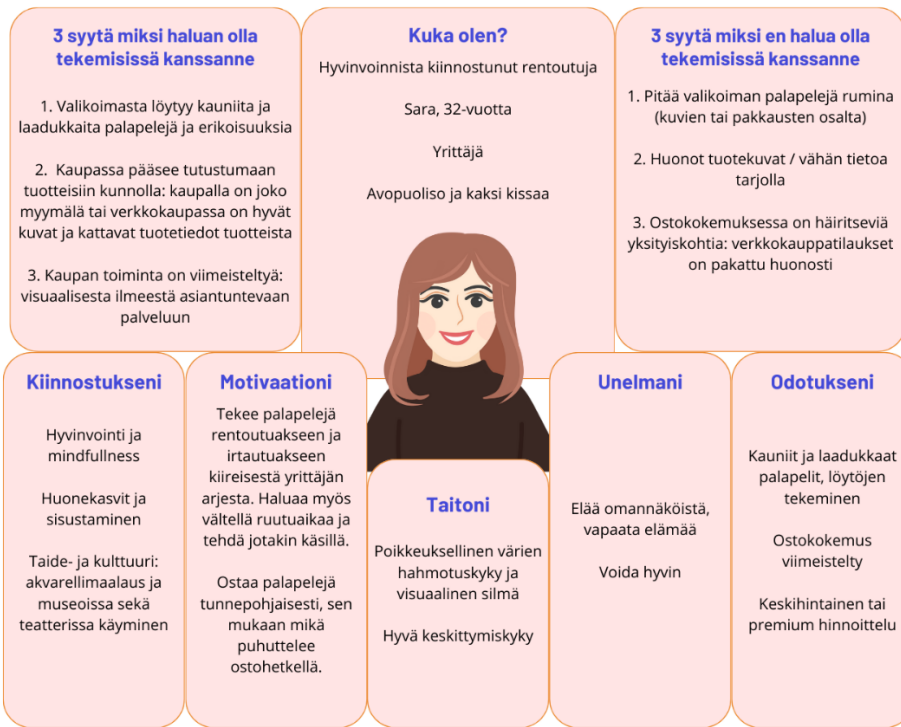 3 syytä miksi haluan olla
tekemisissä kanssanne
1. Valikoimasta löytyy kauniita ja
laadukkaita palapelejä ja erikoisuuksia
2. Kaupassa pääsee tutustumaan
tuotteisiin kunnolla: kaupalla on joko
myymälä tai verkkokaupassa on hyvät
kuvat ja kattavat tuotetiedot tuotteista
3. Kaupan toiminta on viimeisteltyä:
visuaalisesta ilmeestä asiantuntevaan
palveluun
Kuka olen?
Hyvinvoinnista kiinnostunut rentoutuja
Sara, 32-vuotta
Yrittäjä
Avopuoliso ja kaksi kissaa
3 syytä miksi en halua olla
tekemisissä kanssanne
1. Pitää valikoiman palapelejä rumina
(kuvien tai pakkausten osalta)
2. Huonot tuotekuvat / vähän tietoa
tarjolla
3. Ostokokemuksessa on häiritseviä
yksityiskohtia: verkkokauppatilaukset
on pakattu huonosti
Kiinnostukseni
Hyvinvointi ja
mindfullness
Huonekasvit ja
sisustaminen
Taide- ja kulttuuri:
akvarellimaalaus ja
museoissa sekä
teatterissa käyminen
Motivaationi
Tekee palapelejä
rentoutuakseen ja
irtautuakseen
kiireisestä yrittäjän
arjesta. Haluaa myös
vältellä ruutuaikaa ja
tehdä jotakin käsillä.
Ostaa palapelejä
tunnepohjaisesti, sen
mukaan mikä
puhuttelee
ostohetkellä.
Taitoni
Poikkeuksellinen värien
hahmotuskyky ja
visuaalinen silmä
Hyvä keskittymiskyky
Unelmani
Elää omannäköistä,
vapaata elämää
Voida hyvin
Odotukseni
Kauniit ja laadukkaat
palapelit, löytöjen
tekeminen
Ostokokemus
viimeistelty
Keskihintainen tai
premium hinnoittelu